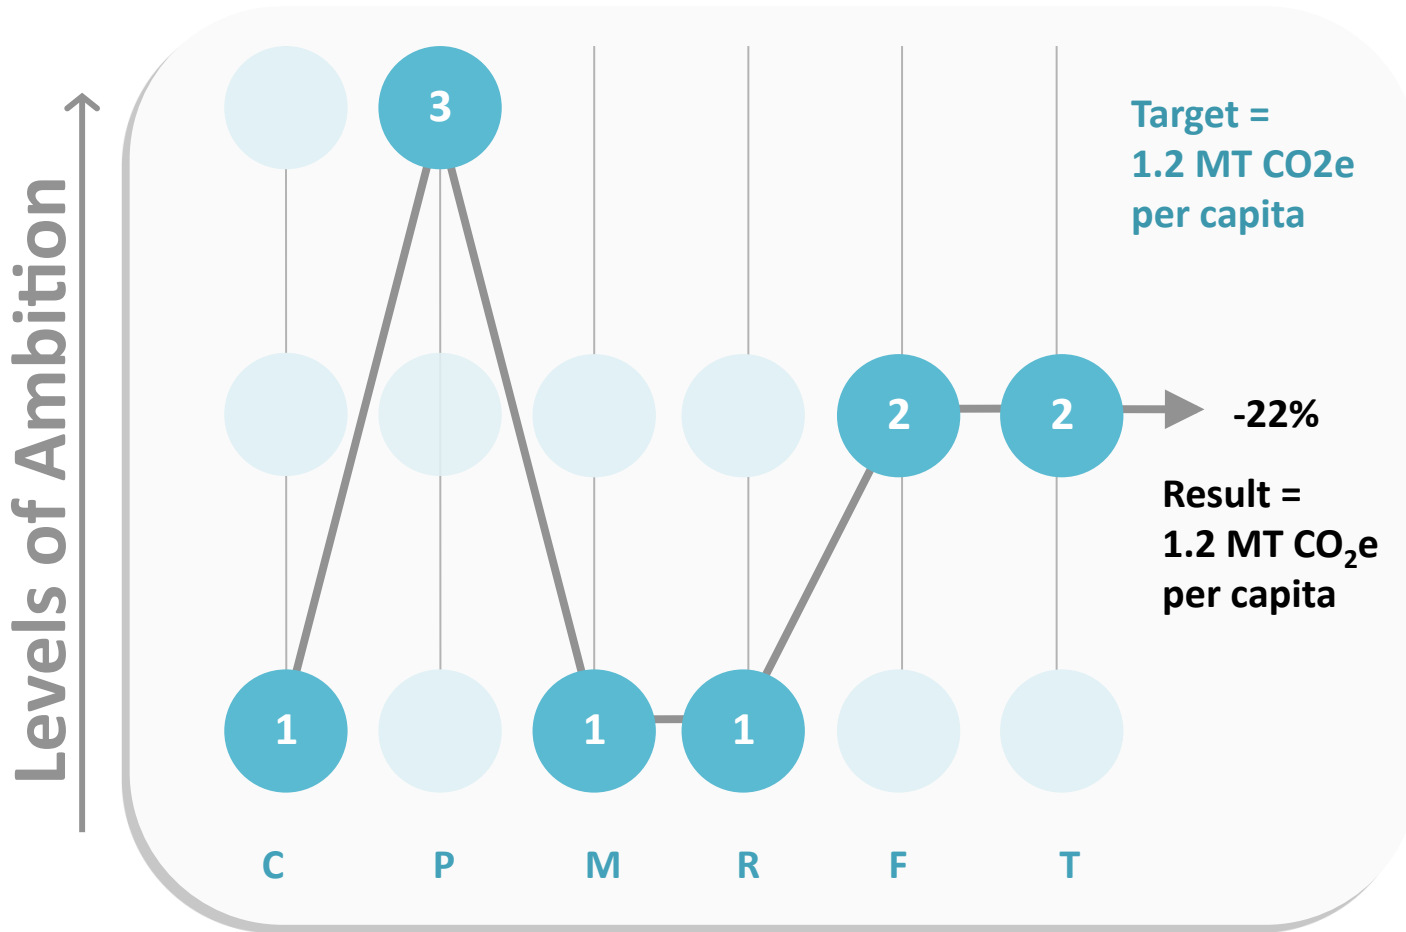 Levels of Ambition
3
Target =
1.2 MT CO2e
per capita
2
2
-22%
Result =
1.2 MT CO₂e
per capita
1
1
1
C
P
M
R
F
T